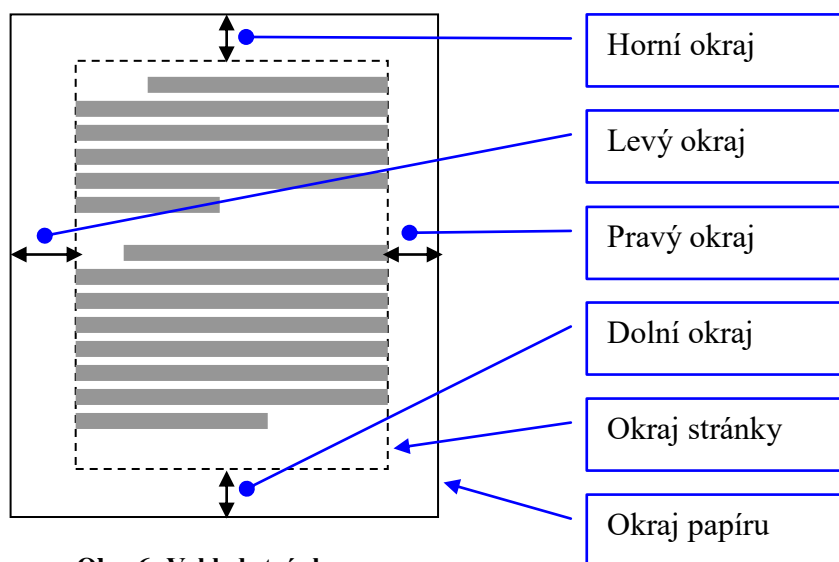 Horní okraj
Levý okraj
Pravý okraj
Dolní okraj
Okraj stránky
Okraj papíru